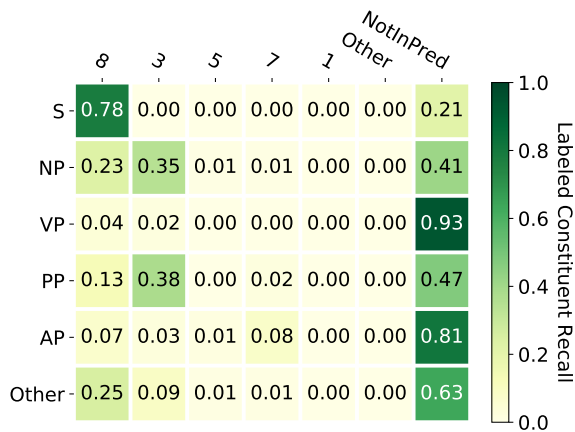 8 3 5 7 1 Other NotInPred
S 0.78 0.00 0.00 0.00 0.00 0.00 0.21
NP 0.23 0.35 0.01 0.01 0.00 0.00 0.41
VP 0.04 0.02 0.00 0.00 0.00 0.00 0.93
PP 0.13 0.38 0.00 0.02 0.00 0.00 0.47
AP 0.07 0.03 0.01 0.08 0.00 0.00 0.81
Other 0.25 0.09 0.01 0.01 0.00 0.00 0.63
1.0
0.8
0.6
0.4
0.2
0.0
Labeled Constituent Recall